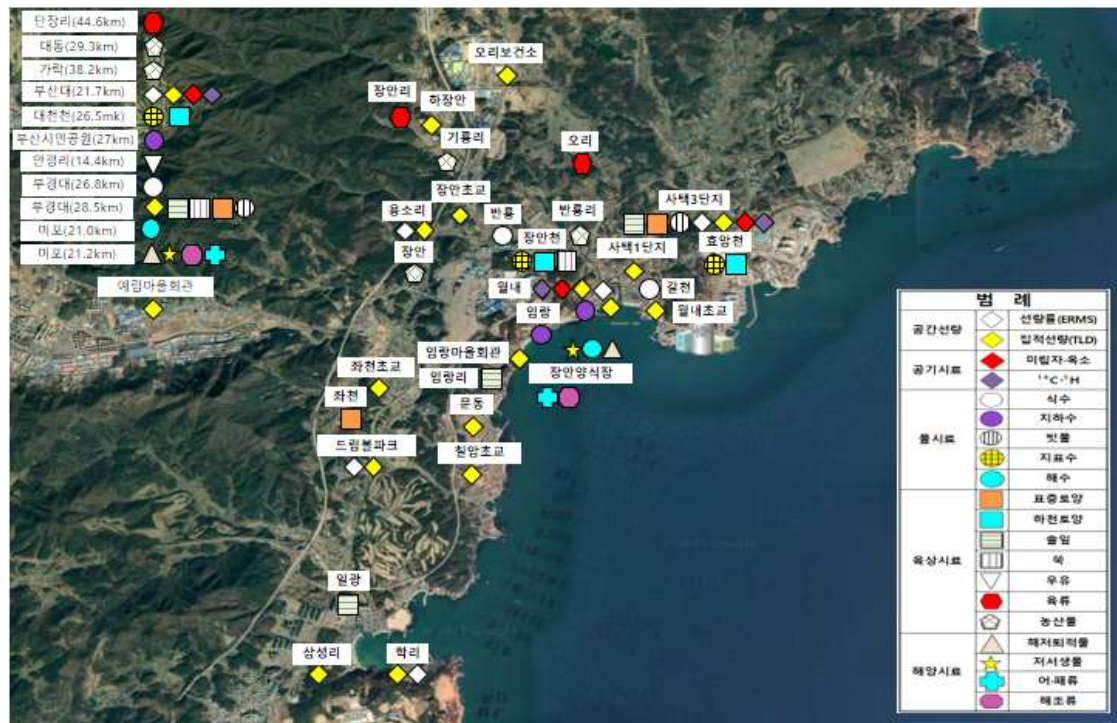 단장리(44.6km)
대동(29.3km)
가락(38.2km)
부산대(21.7km)
대천천(26.5mk)
부산시민공원(27km)
안평리(14.4km)
부경대(26.8km)
부경대(28.5km)
미포(21.0km)
미포(21.2km)
예림마을회관
오리보건소
장안리
하장안
기룡리
오리
장안초교
용소리
장안
반룡
반룡리
장안천
사택3단지
사택1단지
효암천
월내
길천
임랑
월내초교
임랑마을회관
임랑리
장안양식장
좌천초교
좌천
문동
드림볼파크
칠암초교
일광
삼성리
학리
범 례
공간선량
선량률(ERMS)
집적선량(TLD)
공기시료
미립자·옥소
¹⁴C·³H
물시료
식수
지하수
빗물
지표수
해수
육상시료
표층토양
하천토양
솔잎
쑥
우유
육류
농산물
해양시료
해저퇴적물
저서생물
어·패류
해조류